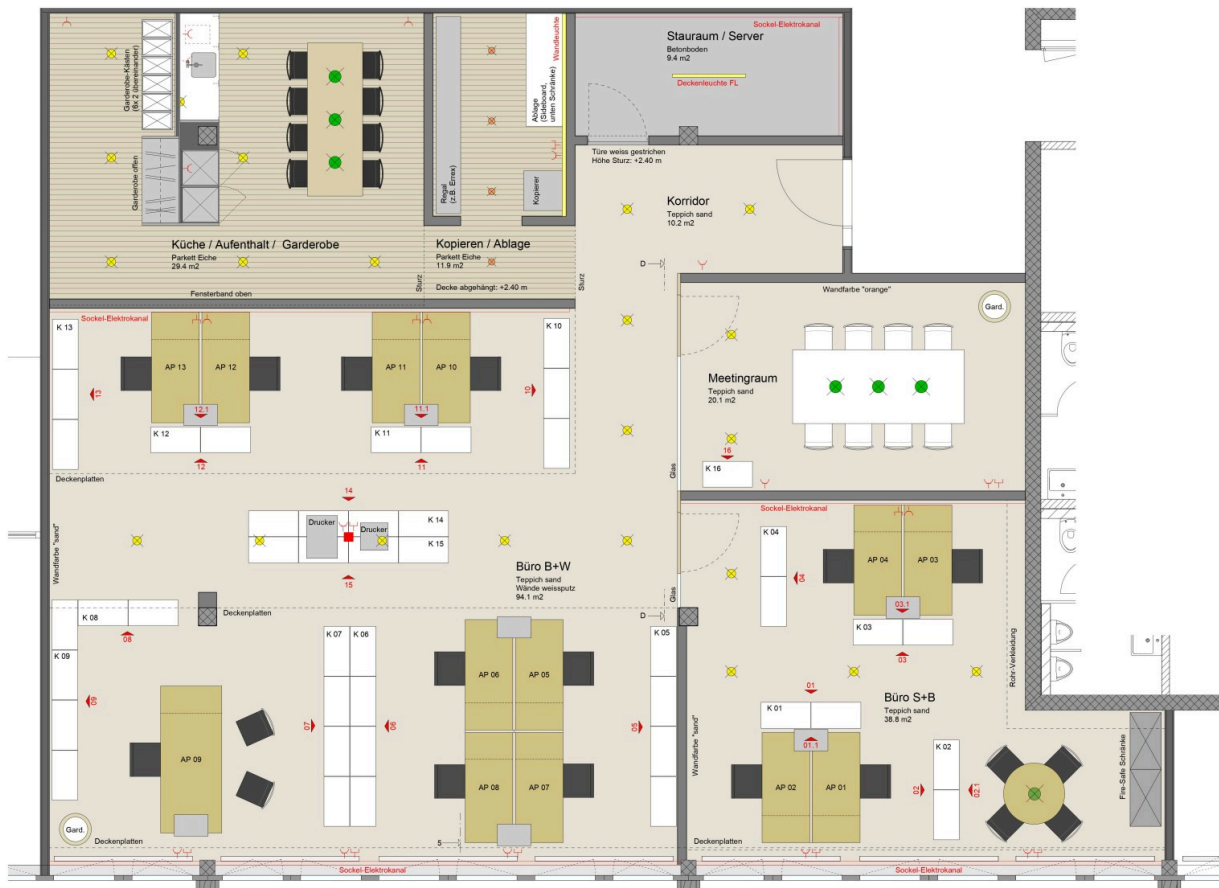 Sockel-Elektrokanal
Stauraum / Server
Betonboden
9.4 m2
Deckenleuchte FL
Wandleuchte
Ablage
(Sideboard,
unten Schränke)
Garderobe-Kästen
(6x 2 übereinander)
Garderobe offen
Regal
(z.B. Errex)
Kopierer
Türe weiss gestrichen
Höhe Sturz: +2.40 m
Korridor
Teppich sand
10.2 m2
Küche / Aufenthalt / Garderobe
Parkett Eiche
29.4 m2
Kopieren / Ablage
Parkett Eiche
11.9 m2
Decke abgehängt: +2.40 m
Sturz
Sturz
Fensterband oben
D
Wandfarbe "orange"
Gard.
Sockel-Elektrokanal
K 13
AP 13
AP 12
12.1
K 12
12
13
AP 11
AP 10
11.1
K 11
11
K 10
10
Meetingraum
Teppich sand
20.1 m2
16
K 16
Glas
Deckenplatten
Wandfarbe "sand"
14
Drucker
Drucker
K 14
K 15
15
Büro B+W
Teppich sand
Wände weissputz
94.1 m2
Glas
D
Sockel-Elektrokanal
K 04
04
AP 04
AP 03
03.1
K 03
03
Rohr-Verkleidung
K 08
08
Deckenplatten
K 09
09
K 07
K 06
07
06
AP 06
AP 05
AP 08
AP 07
K 05
05
AP 09
Gard.
Deckenplatten
5
Büro S+B
Teppich sand
38.8 m2
Wandfarbe "sand"
01
K 01
01.1
AP 02
AP 01
K 02
02
02.1
Fire-Safe Schränke
Deckenplatten
Sockel-Elektrokanal
Sockel-Elektrokanal